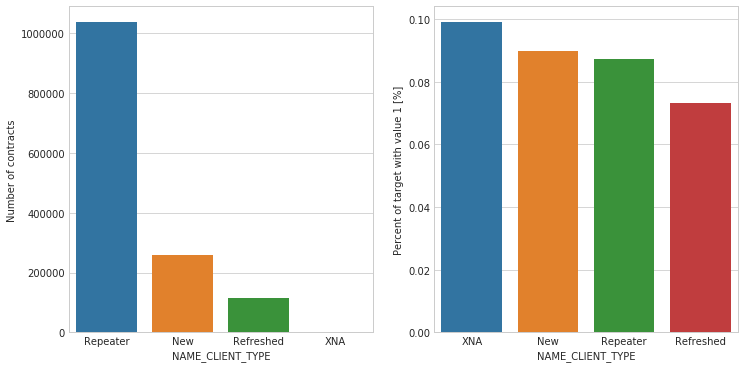 1000000
800000
600000
400000
200000
0
Number of contracts
Repeater New Refreshed XNA
NAME_CLIENT_TYPE
0.10
0.08
0.06
0.04
0.02
0.00
Percent of target with value 1 [%]
XNA New Repeater Refreshed
NAME_CLIENT_TYPE